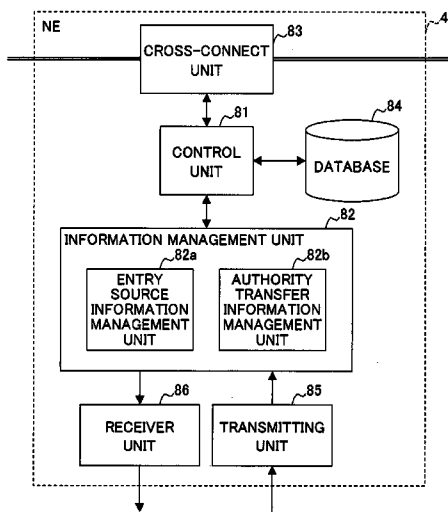 NE
4
83
CROSS-CONNECT
UNIT
81
84
CONTROL
UNIT
DATABASE
82
INFORMATION MANAGEMENT UNIT
82a
82b
ENTRY
SOURCE
INFORMATION
MANAGEMENT
UNIT
AUTHORITY
TRANSFER
INFORMATION
MANAGEMENT
UNIT
86
85
RECEIVER
UNIT
TRANSMITTING
UNIT